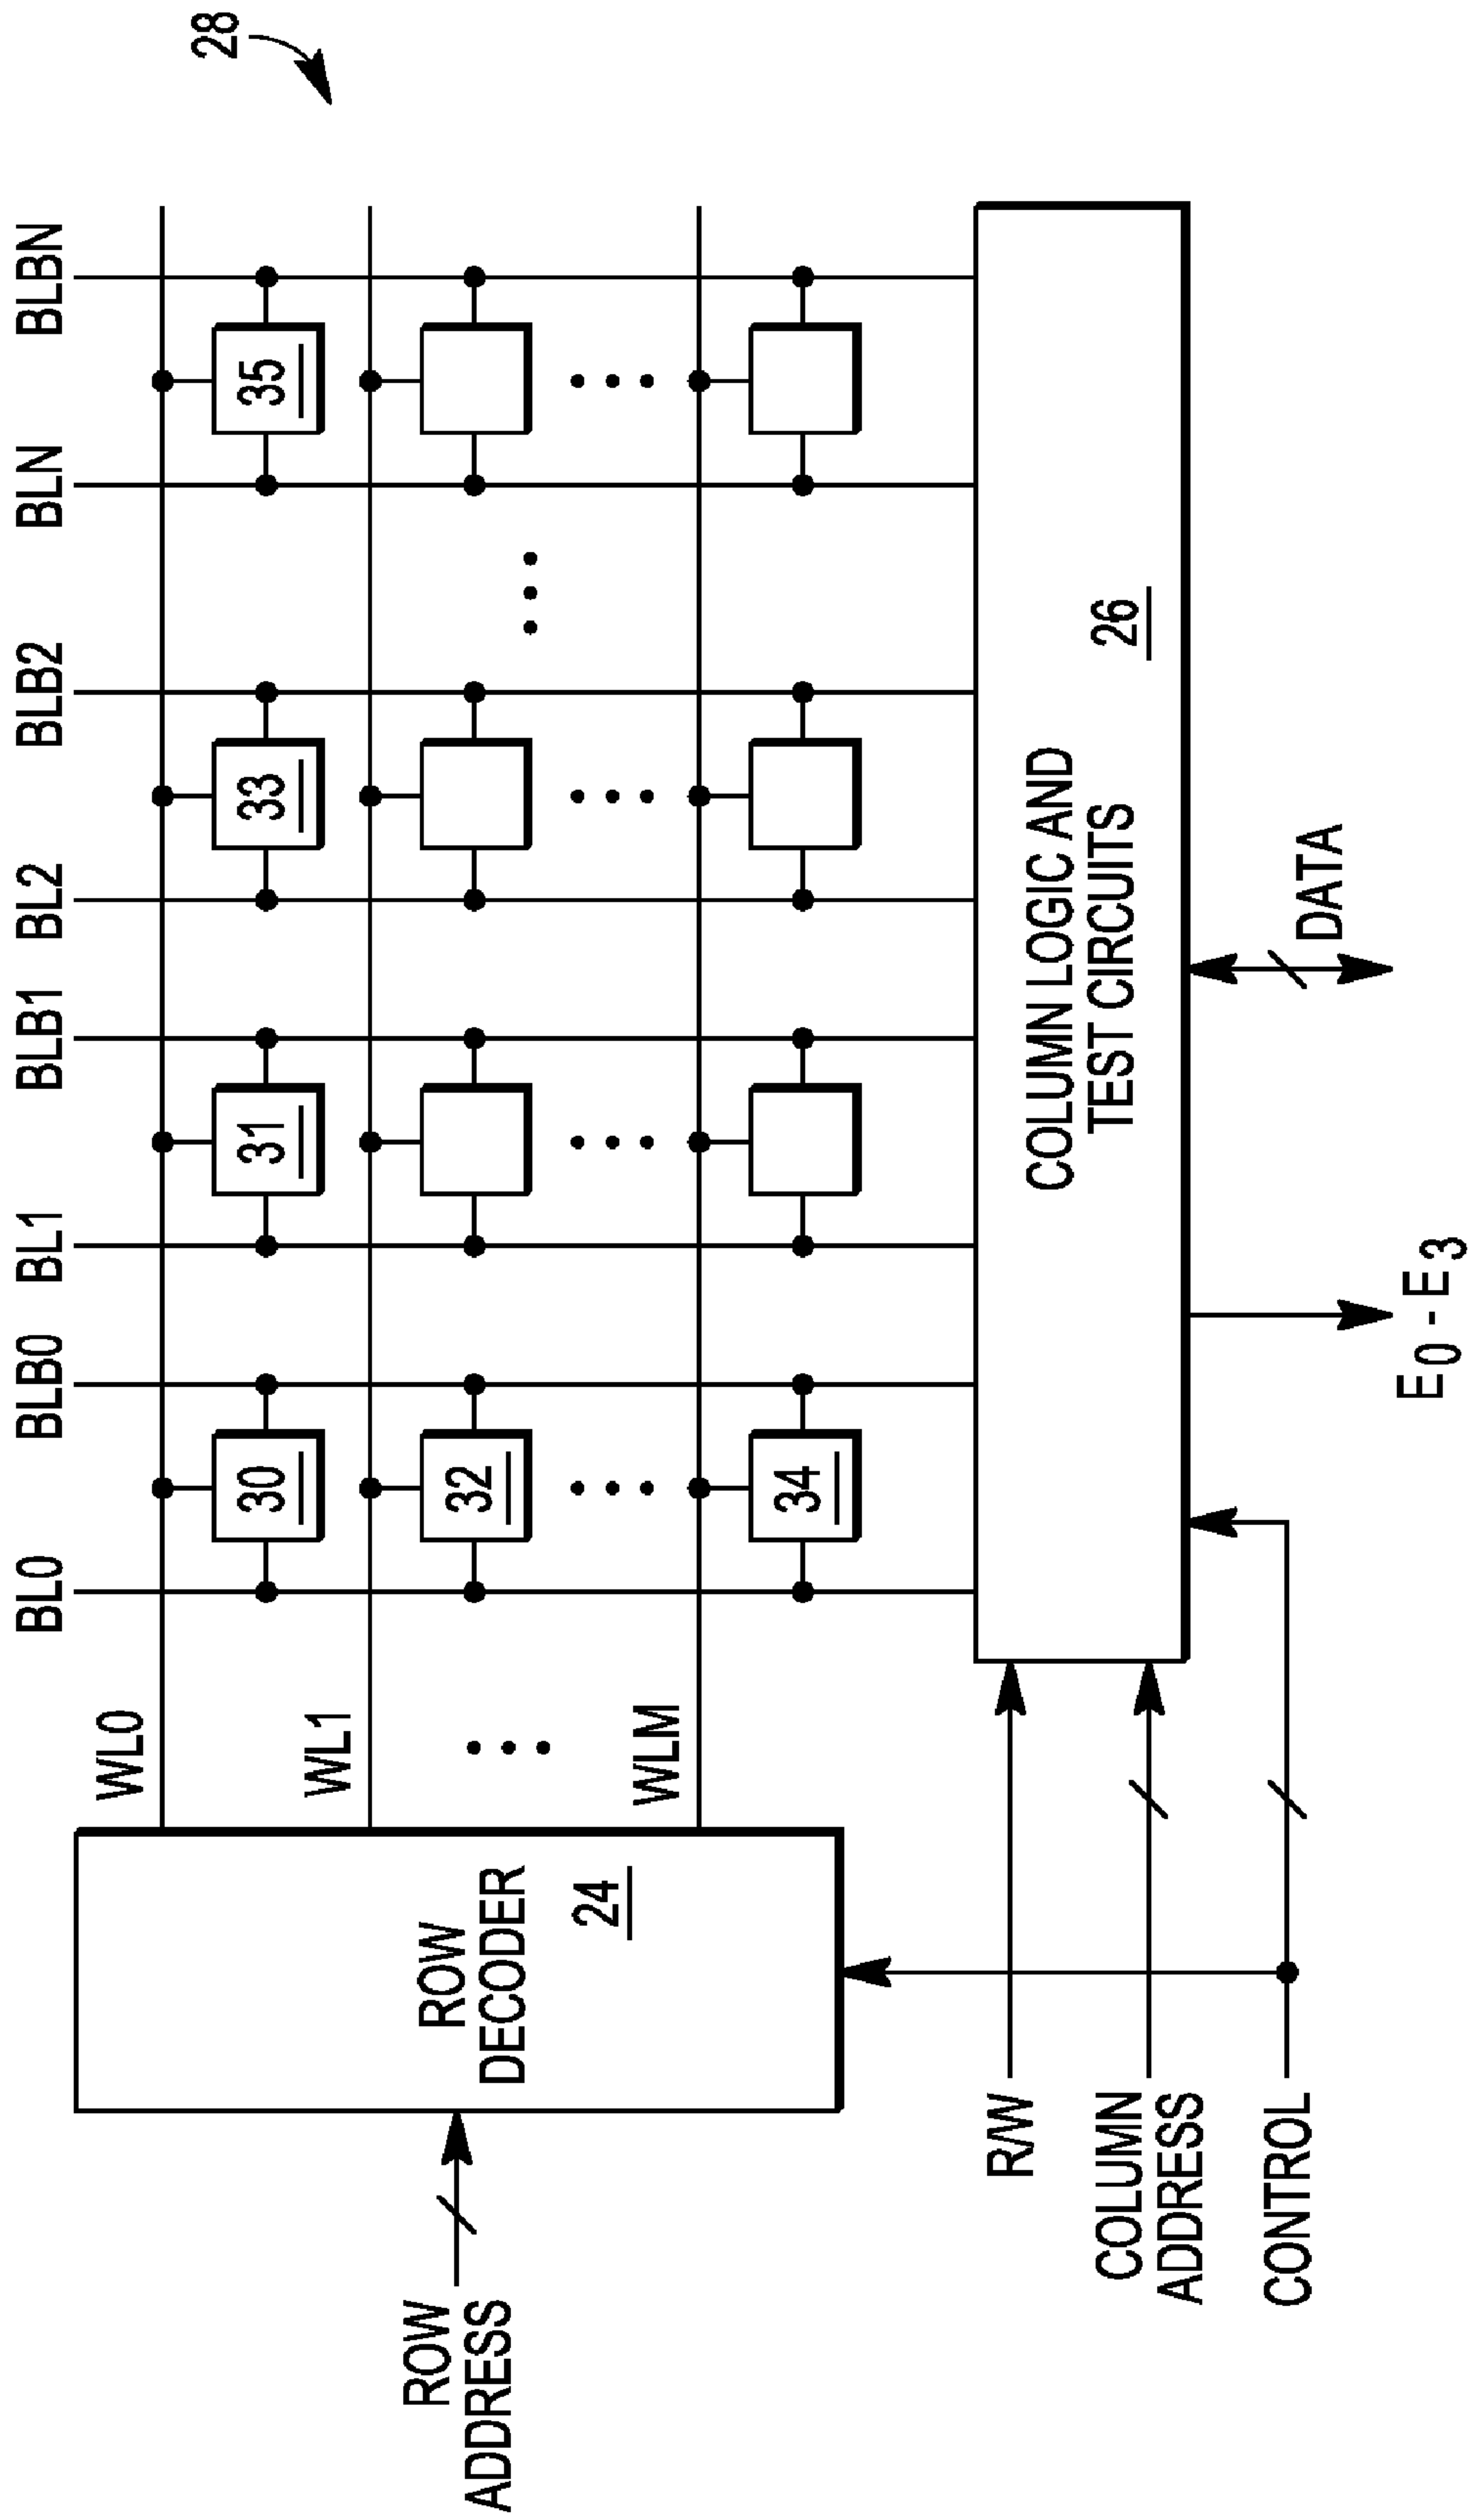 28
BL0
BLB0
BL1
BLB1
BL2
BLB2
BLN
BLBN
WL0
30
31
33
35
WL1
32
ROW
DECODER
24
ROW
ADDRESS
WLM
34
R/W
COLUMN LOGIC AND
TEST CIRCUITS
26
COLUMN
ADDRESS
CONTROL
E0 - E3
DATA